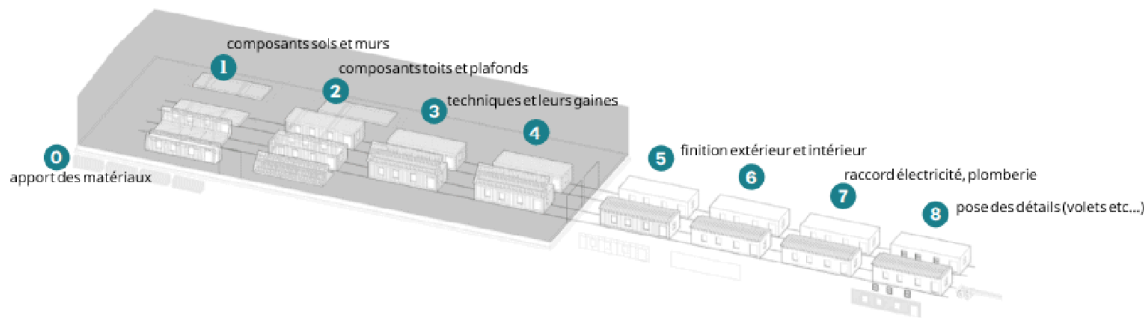 1
composants sols et murs
2
composants toits et plafonds
3
techniques et leurs gaines
4
0
apport des matériaux
5
finition extérieur et intérieur
6
7
raccord électricité, plomberie
8
pose des détails (volets etc...)